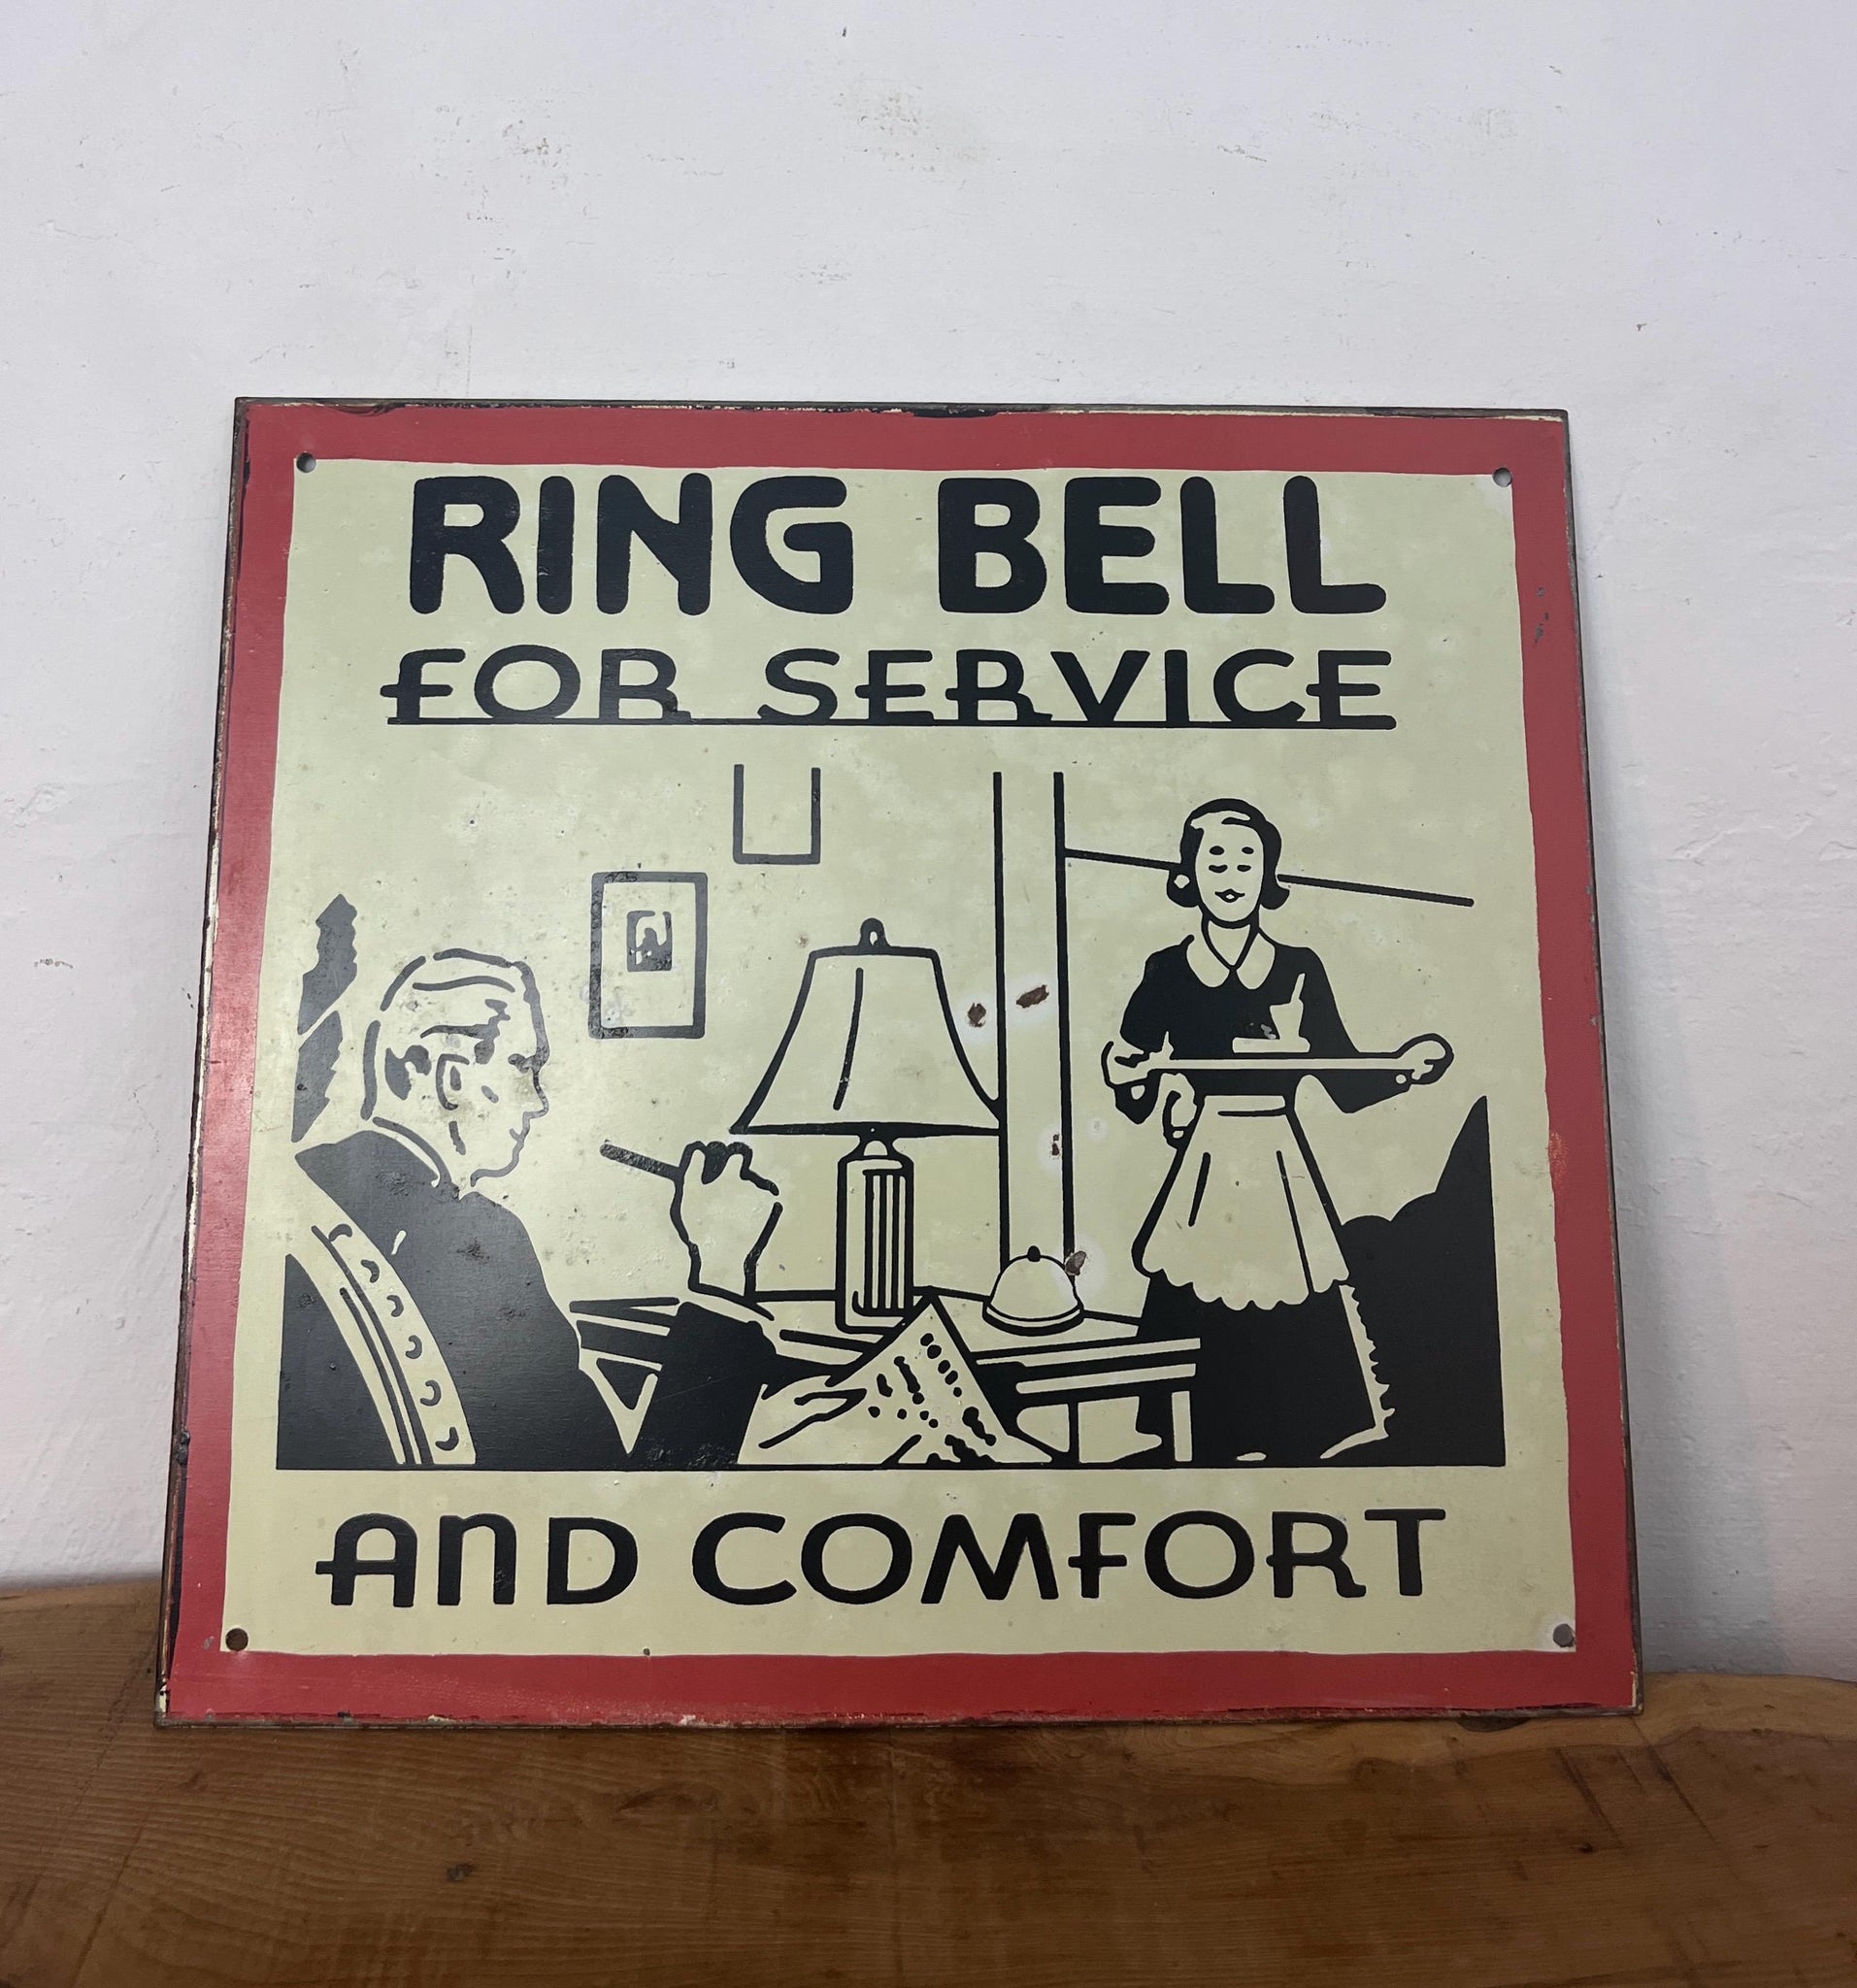 RING BELL
FOR SERVICE
AND COMFORT